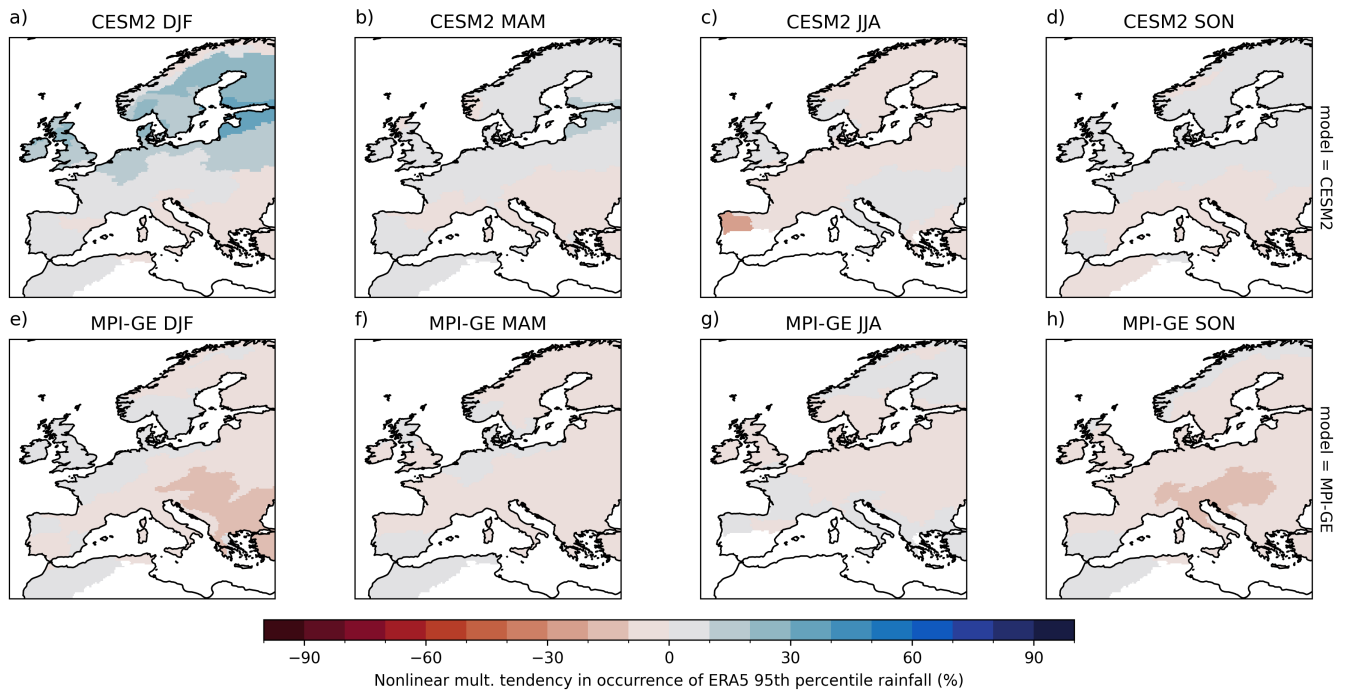 a) CESM2 DJF
b) CESM2 MAM
c) CESM2 JJA
d) CESM2 SON
model = CESM2
e) MPI-GE DJF
f) MPI-GE MAM
g) MPI-GE JJA
h) MPI-GE SON
model = MPI-GE
−90 −60 −30 0 30 60 90
Nonlinear mult. tendency in occurrence of ERA5 95th percentile rainfall (%)